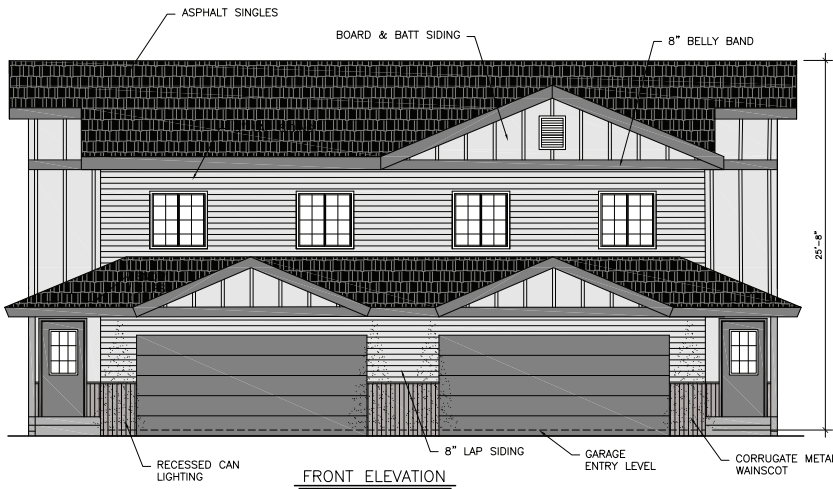 ASPHALT SINGLES
BOARD & BATT SIDING
8" BELLY BAND
25'-8"
8" LAP SIDING
GARAGE
ENTRY LEVEL
RECESSED CAN
LIGHTING
CORRUGATE METAL
WAINSCOT
FRONT ELEVATION